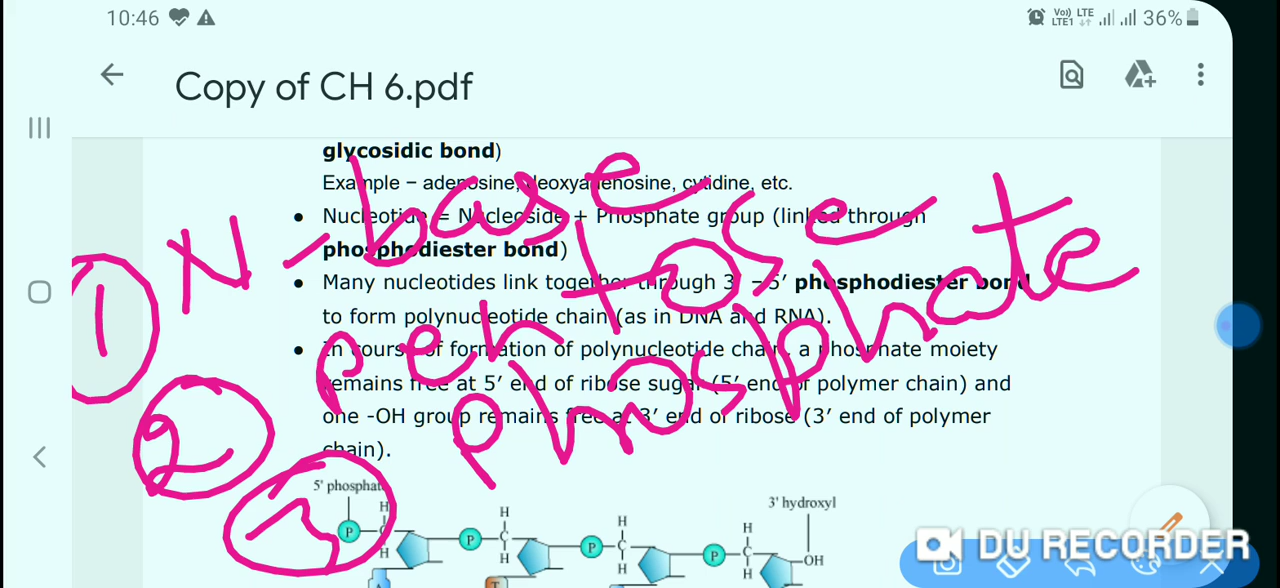 10:46 Vo)) LTE LTE1 36%
Copy of CH 6.pdf
glycosidic bond)
Example – adenosine, deoxyadenosine, cytidine, etc.
• Nucleotide = Nucleoside + Phosphate group (linked through
phosphodiester bond)
• Many nucleotides link together through 3′ –5′ phosphodiester bond
to form polynucleotide chain (as in DNA and RNA).
• In course of formation of polynucleotide chain, a phosphate moiety
remains free at 5′ end of ribose sugar (5′ end of polymer chain) and
one -OH group remains free at 3′ end of ribose (3′ end of polymer
chain).
① N-base
② pentose
③ phosphate
5' phosphate
3' hydroxyl
H H H H
P C P C P C P C OH
H H H H
A T
DU RECORDER